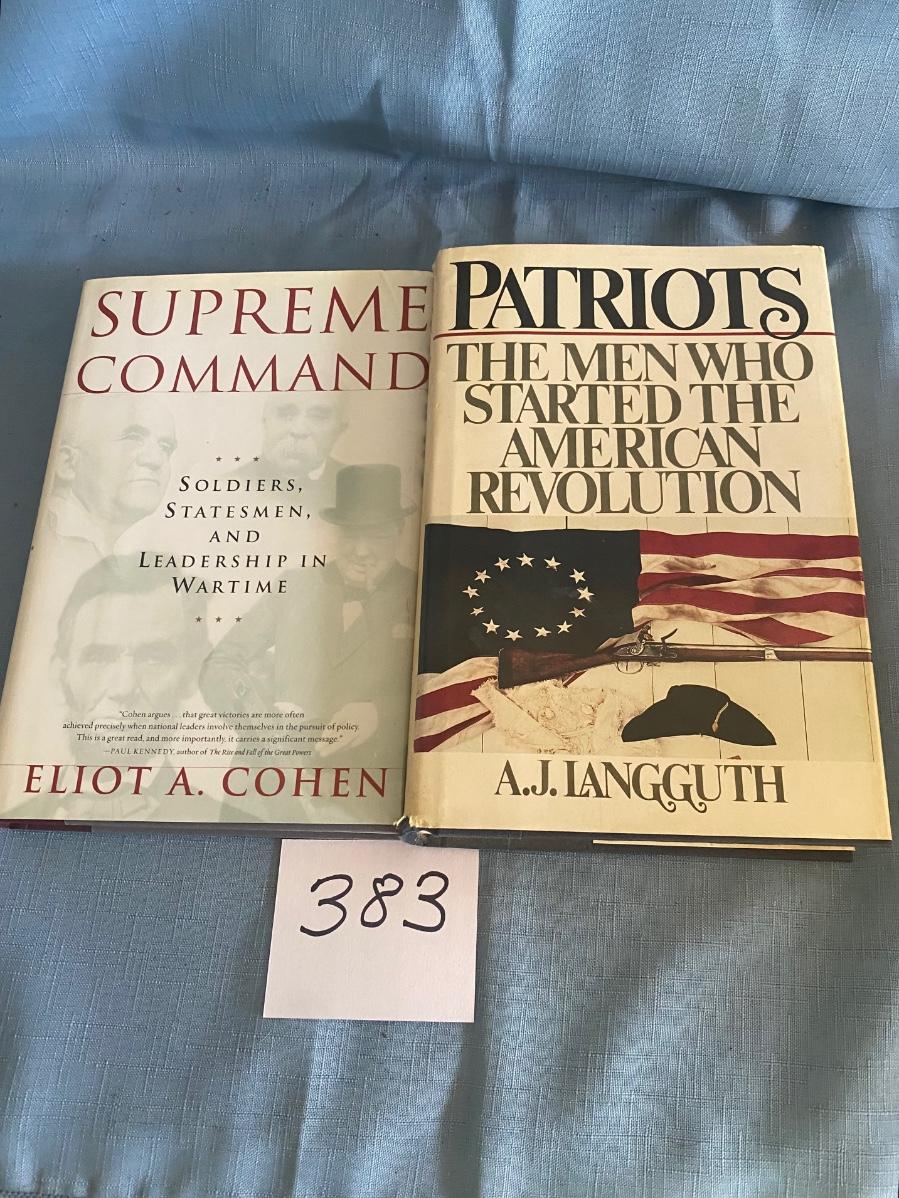 SUPREME
COMMAND
★ ★ ★
SOLDIERS,
STATESMEN,
AND
LEADERSHIP IN
WARTIME
★ ★ ★
"Cohen argues . . . that great victories are more often
achieved precisely when national leaders involve themselves in the pursuit of policy.
This is a great read, and more importantly, it carries a significant message."
—PAUL KENNEDY, author of The Rise and Fall of the Great Powers
ELIOT A. COHEN
PATRIOTS
THE MEN WHO
STARTED THE
AMERICAN
REVOLUTION
A.J. LANGGUTH
383